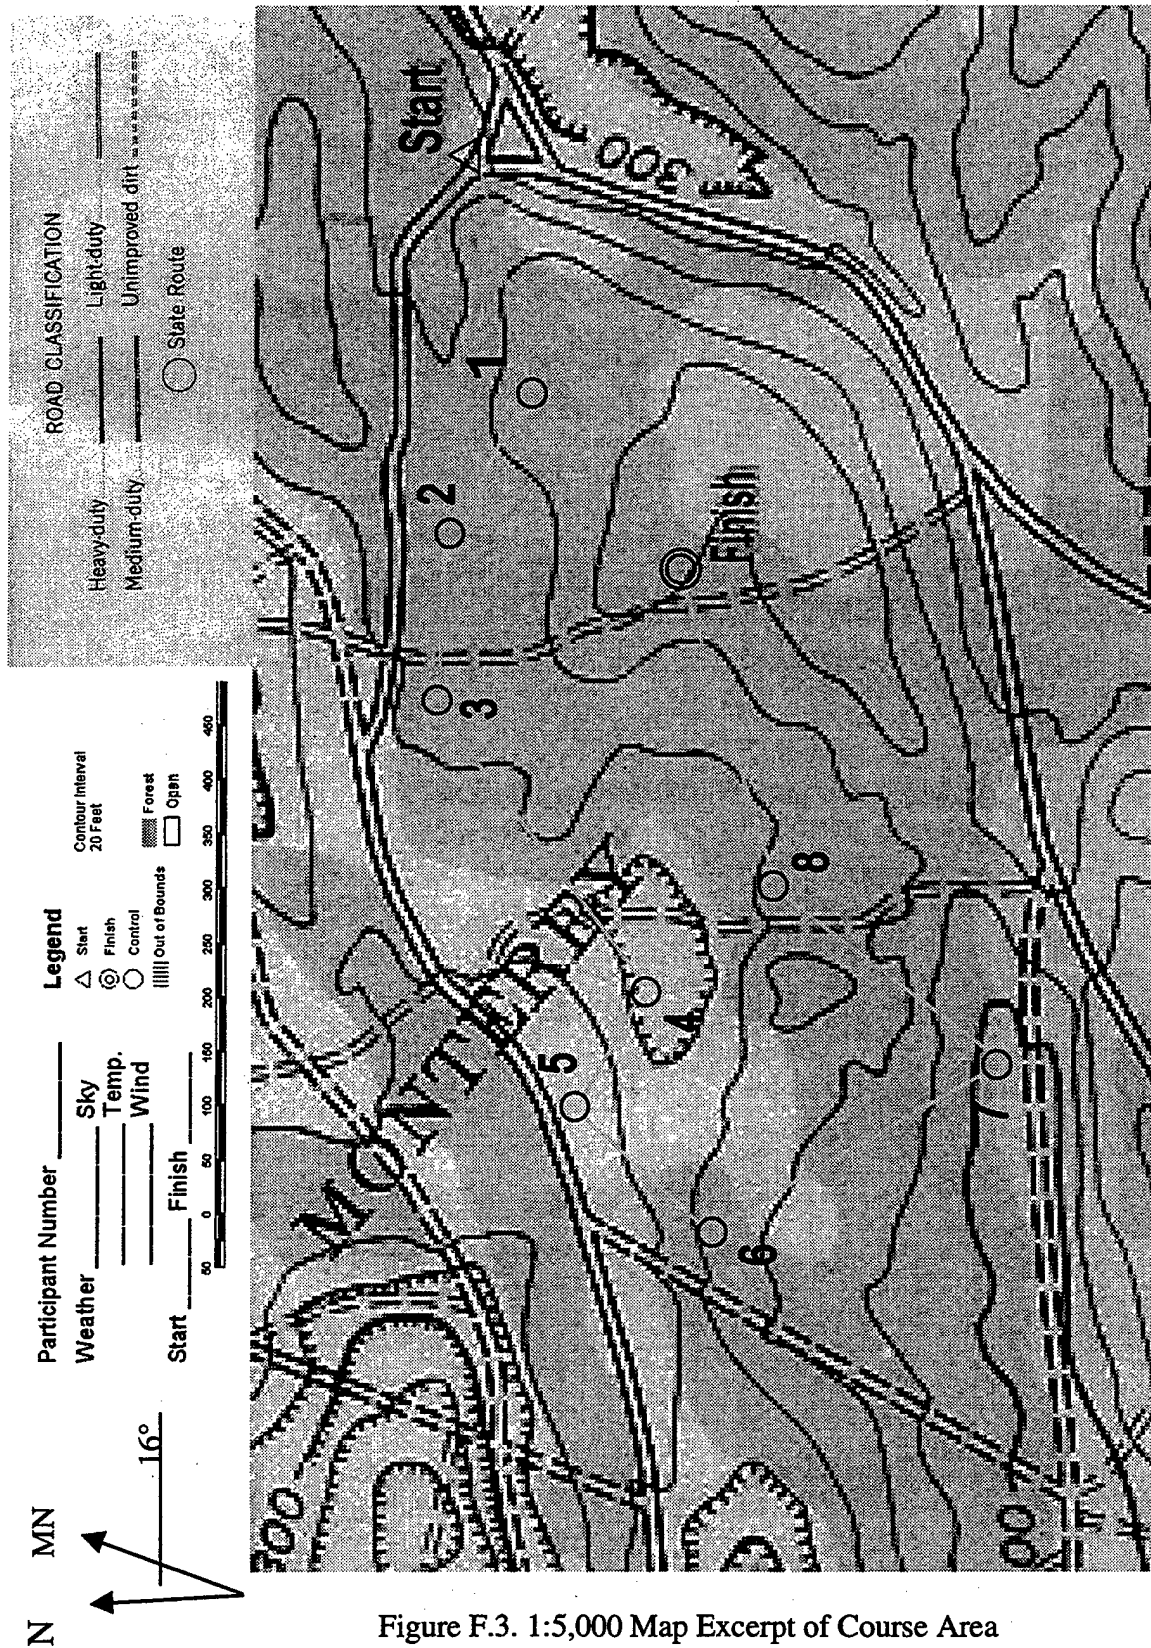 N
MN
16°
Participant Number
Weather
Sky
Temp.
Wind
Start
Finish
Legend
Start
Finish
Control
Out of Bounds
Contour Interval
20 Feet
Forest
Open
50 0 50 100 150 200 250 300 350 400 450
ROAD CLASSIFICATION
Heavy-duty
Light-duty
Medium-duty
Unimproved dirt
State Route
Start
300
1
2
3
Finish
MONTEREY
4
5
6
7
8
Figure F.3. 1:5,000 Map Excerpt of Course Area